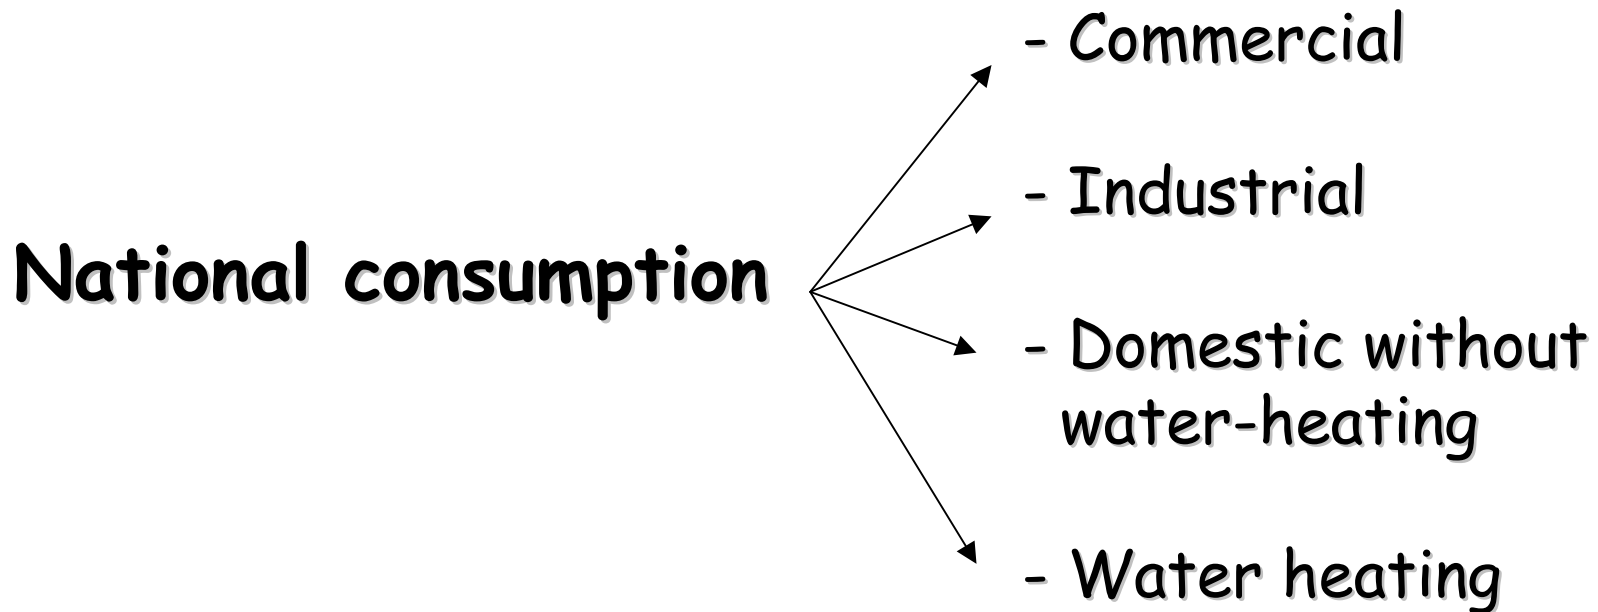 - Commercial
- Industrial
National consumption
- Domestic without
water-heating
- Water heating